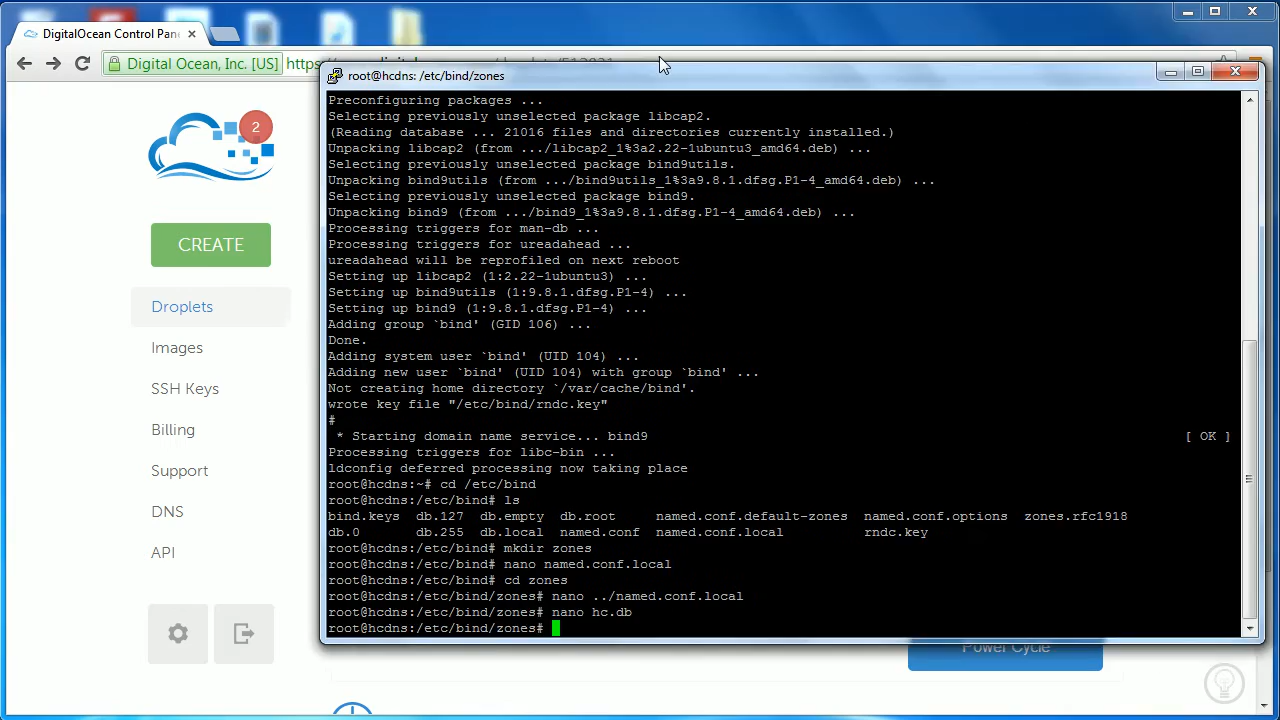 DigitalOcean Control Pane
Digital Ocean, Inc. [US]
2
CREATE
Droplets
Images
SSH Keys
Billing
Support
DNS
API
root@hcdns: /etc/bind/zones
Preconfiguring packages ...
Selecting previously unselected package libcap2.
(Reading database ... 21016 files and directories currently installed.)
Unpacking libcap2 (from .../libcap2_1%3a2.22-1ubuntu3_amd64.deb) ...
Selecting previously unselected package bind9utils.
Unpacking bind9utils (from .../bind9utils_1%3a9.8.1.dfsg.P1-4_amd64.deb) ...
Selecting previously unselected package bind9.
Unpacking bind9 (from .../bind9_1%3a9.8.1.dfsg.P1-4_amd64.deb) ...
Processing triggers for man-db ...
Processing triggers for ureadahead ...
ureadahead will be reprofiled on next reboot
Setting up libcap2 (1:2.22-1ubuntu3) ...
Setting up bind9utils (1:9.8.1.dfsg.P1-4) ...
Setting up bind9 (1:9.8.1.dfsg.P1-4) ...
Adding group `bind' (GID 106) ...
Done.
Adding system user `bind' (UID 104) ...
Adding new user `bind' (UID 104) with group `bind' ...
Not creating home directory `/var/cache/bind'.
wrote key file "/etc/bind/rndc.key"
#
 * Starting domain name service... bind9 [ OK ]
Processing triggers for libc-bin ...
ldconfig deferred processing now taking place
root@hcdns:~# cd /etc/bind
root@hcdns:/etc/bind# ls
bind.keys db.127 db.empty db.root named.conf.default-zones named.conf.options zones.rfc1918
db.0 db.255 db.local named.conf named.conf.local rndc.key
root@hcdns:/etc/bind# mkdir zones
root@hcdns:/etc/bind# nano named.conf.local
root@hcdns:/etc/bind# cd zones
root@hcdns:/etc/bind/zones# nano ../named.conf.local
root@hcdns:/etc/bind/zones# nano hc.db
root@hcdns:/etc/bind/zones#
Power Cycle